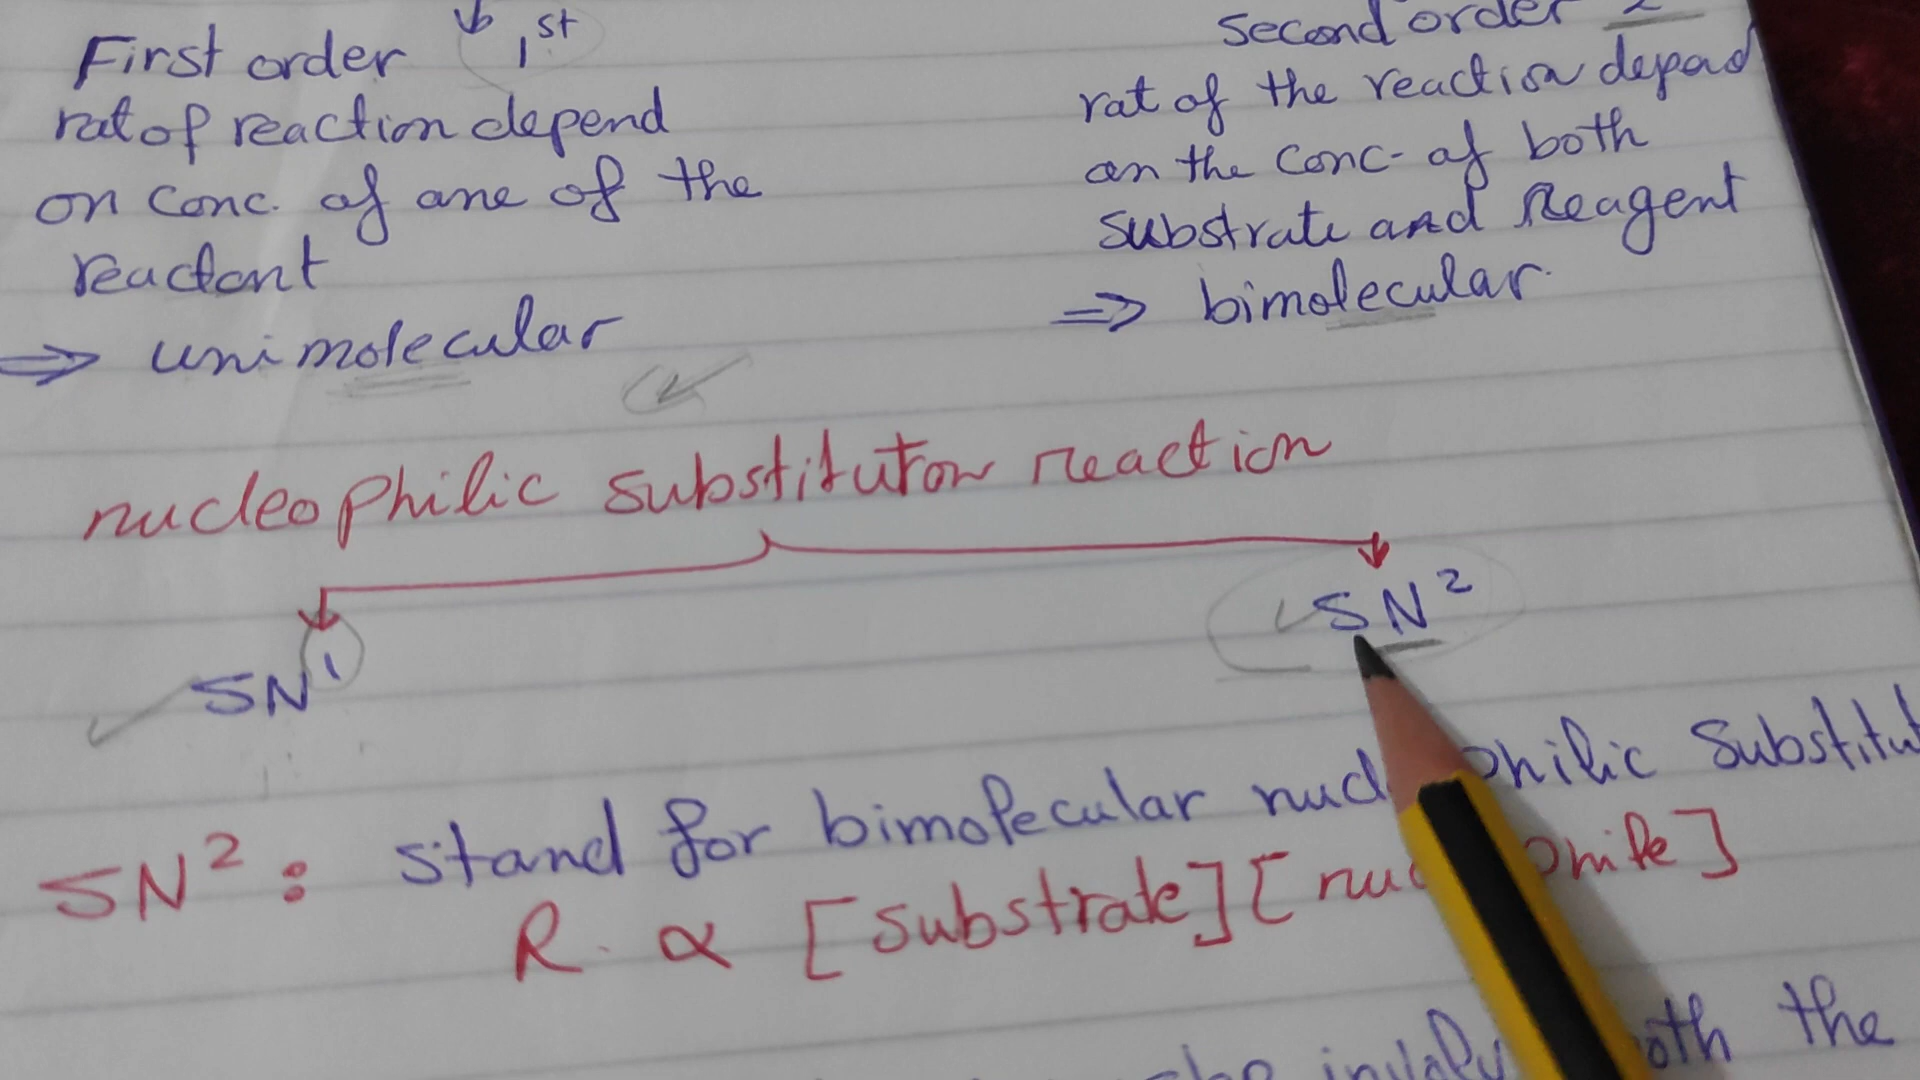 First order 1st
rat of reaction depend
on conc. of one of the
reactant
⇒ unimolecular
Second order
rat of the reaction depend
on the conc- of both
substrate and Reagent
⇒ bimolecular.
nucleophilic substitution reaction
SN1
SN2
SN2: stand for bimolecular
R. ∝ [substrate] [
both the